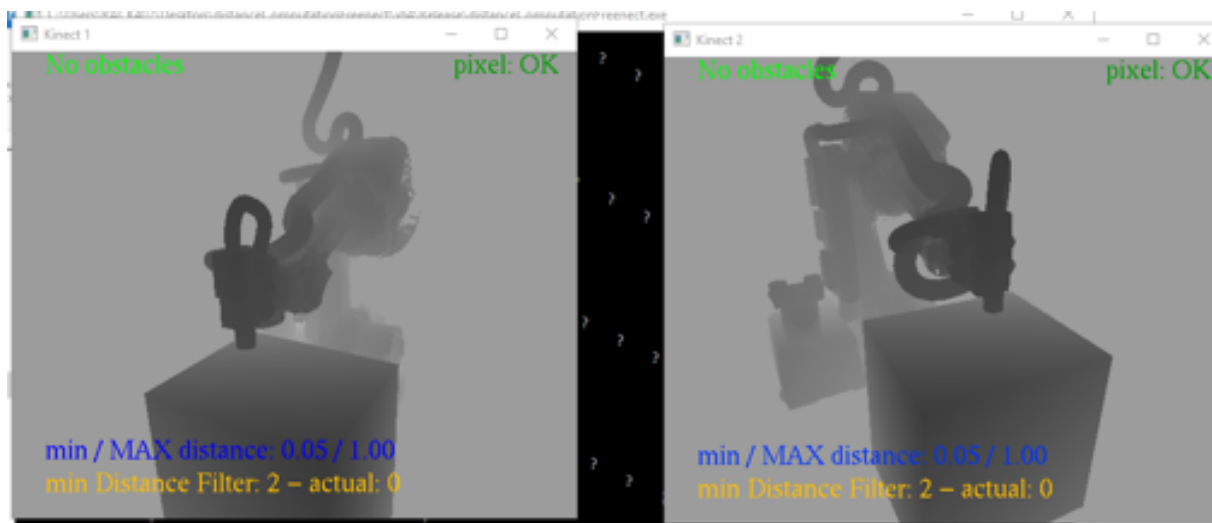 Kinect 1
No obstacles
pixel: OK
min / MAX distance: 0.05 / 1.00
min Distance Filter: 2 – actual: 0
Kinect 2
No obstacles
pixel: OK
min / MAX distance: 0.05 / 1.00
min Distance Filter: 2 – actual: 0
?
?
?
?
?
?
?
?
?